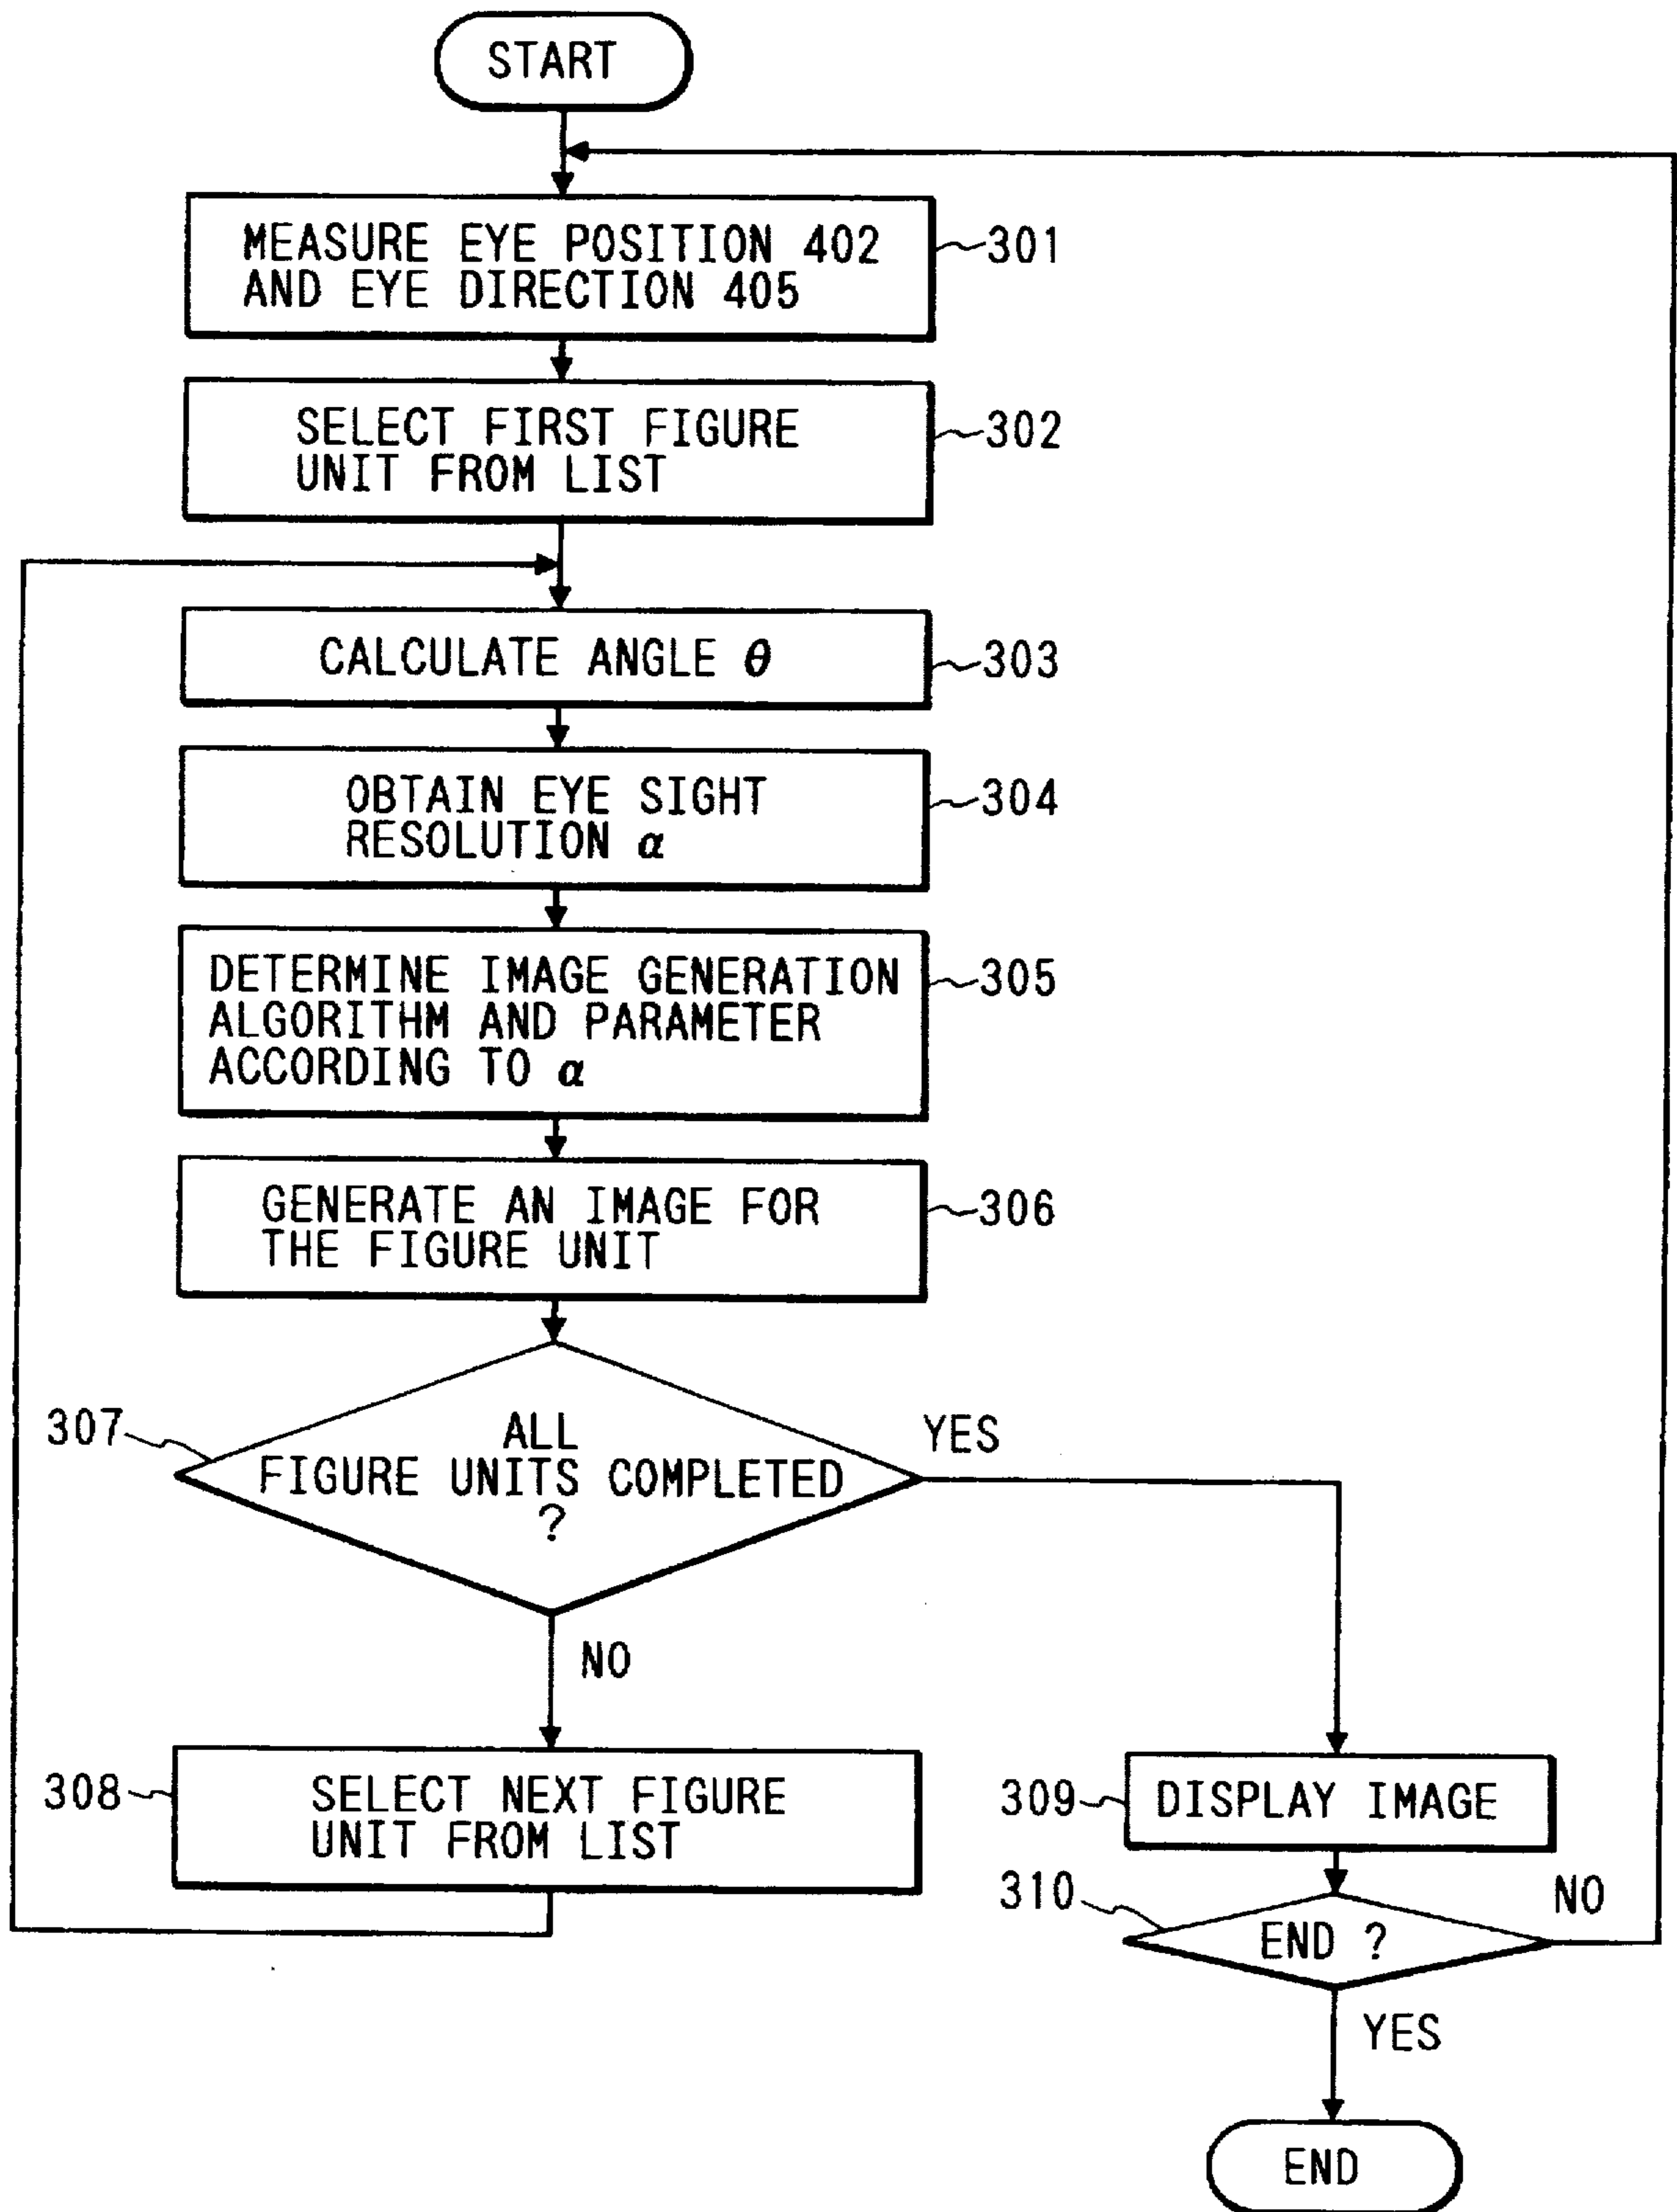 START
MEASURE EYE POSITION 402
AND EYE DIRECTION 405
301
SELECT FIRST FIGURE
UNIT FROM LIST
302
CALCULATE ANGLE θ
303
OBTAIN EYE SIGHT
RESOLUTION α
304
DETERMINE IMAGE GENERATION
ALGORITHM AND PARAMETER
ACCORDING TO α
305
GENERATE AN IMAGE FOR
THE FIGURE UNIT
306
307
ALL
FIGURE UNITS COMPLETED
?
YES
NO
308
SELECT NEXT FIGURE
UNIT FROM LIST
309
DISPLAY IMAGE
310
END ?
NO
YES
END